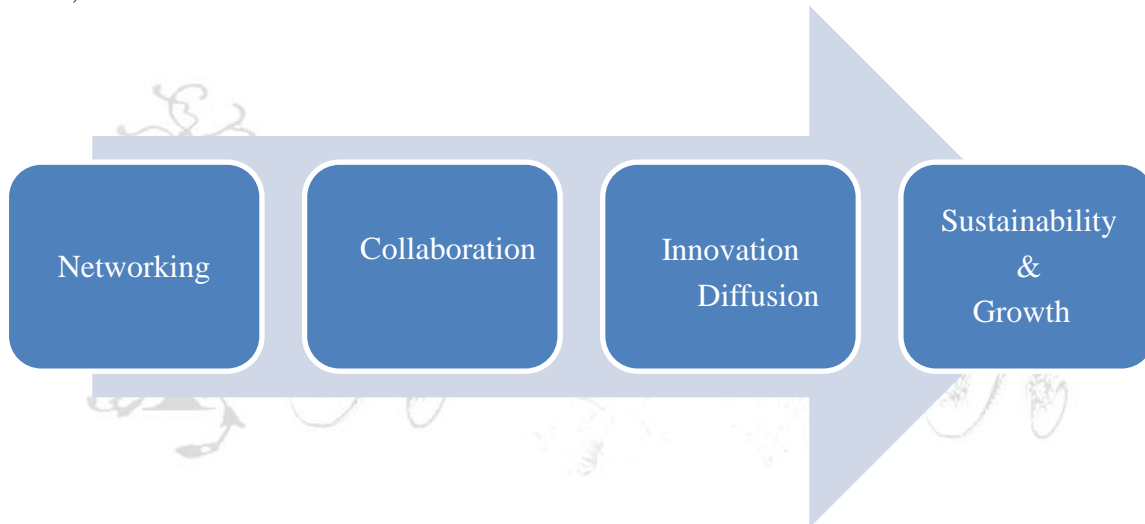 Networking
Collaboration
Innovation
Diffusion
Sustainability
&
Growth